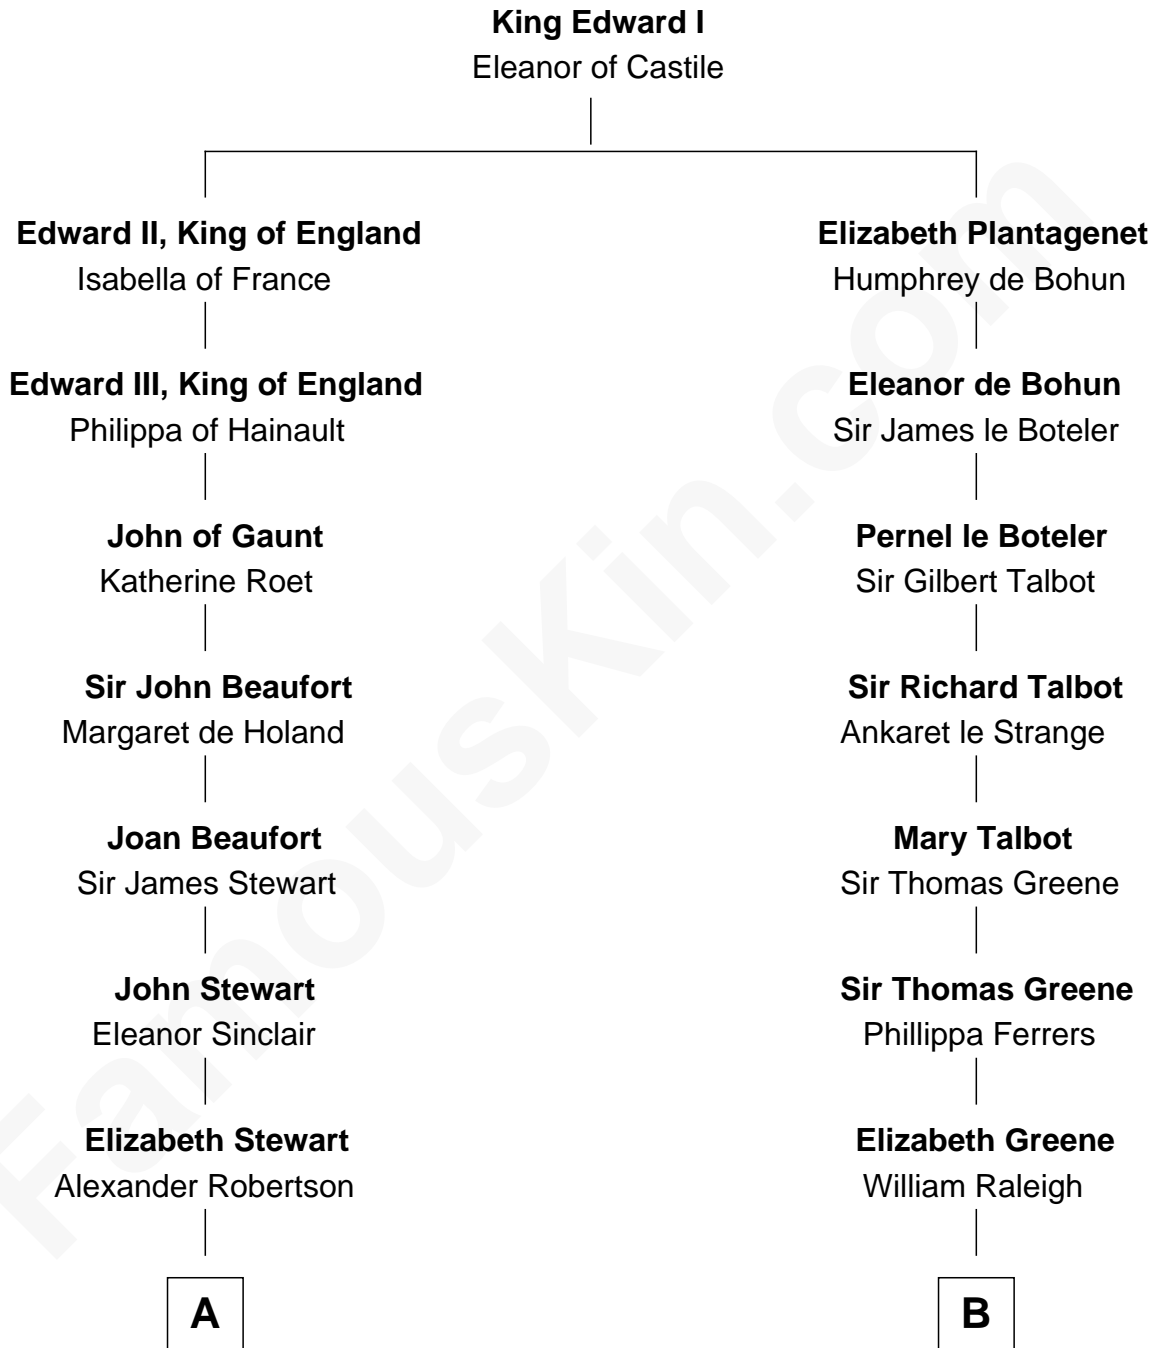 King Edward I
Eleanor of Castile
Edward II, King of England
Isabella of France
Edward III, King of England
Philippa of Hainault
John of Gaunt
Katherine Roet
Sir John Beaufort
Margaret de Holand
Joan Beaufort
Sir James Stewart
John Stewart
Eleanor Sinclair
Elizabeth Stewart
Alexander Robertson
A
Elizabeth Plantagenet
Humphrey de Bohun
Eleanor de Bohun
Sir James le Boteler
Pernel le Boteler
Sir Gilbert Talbot
Sir Richard Talbot
Ankaret le Strange
Mary Talbot
Sir Thomas Greene
Sir Thomas Greene
Phillippa Ferrers
Elizabeth Greene
William Raleigh
B
FamousKin.com